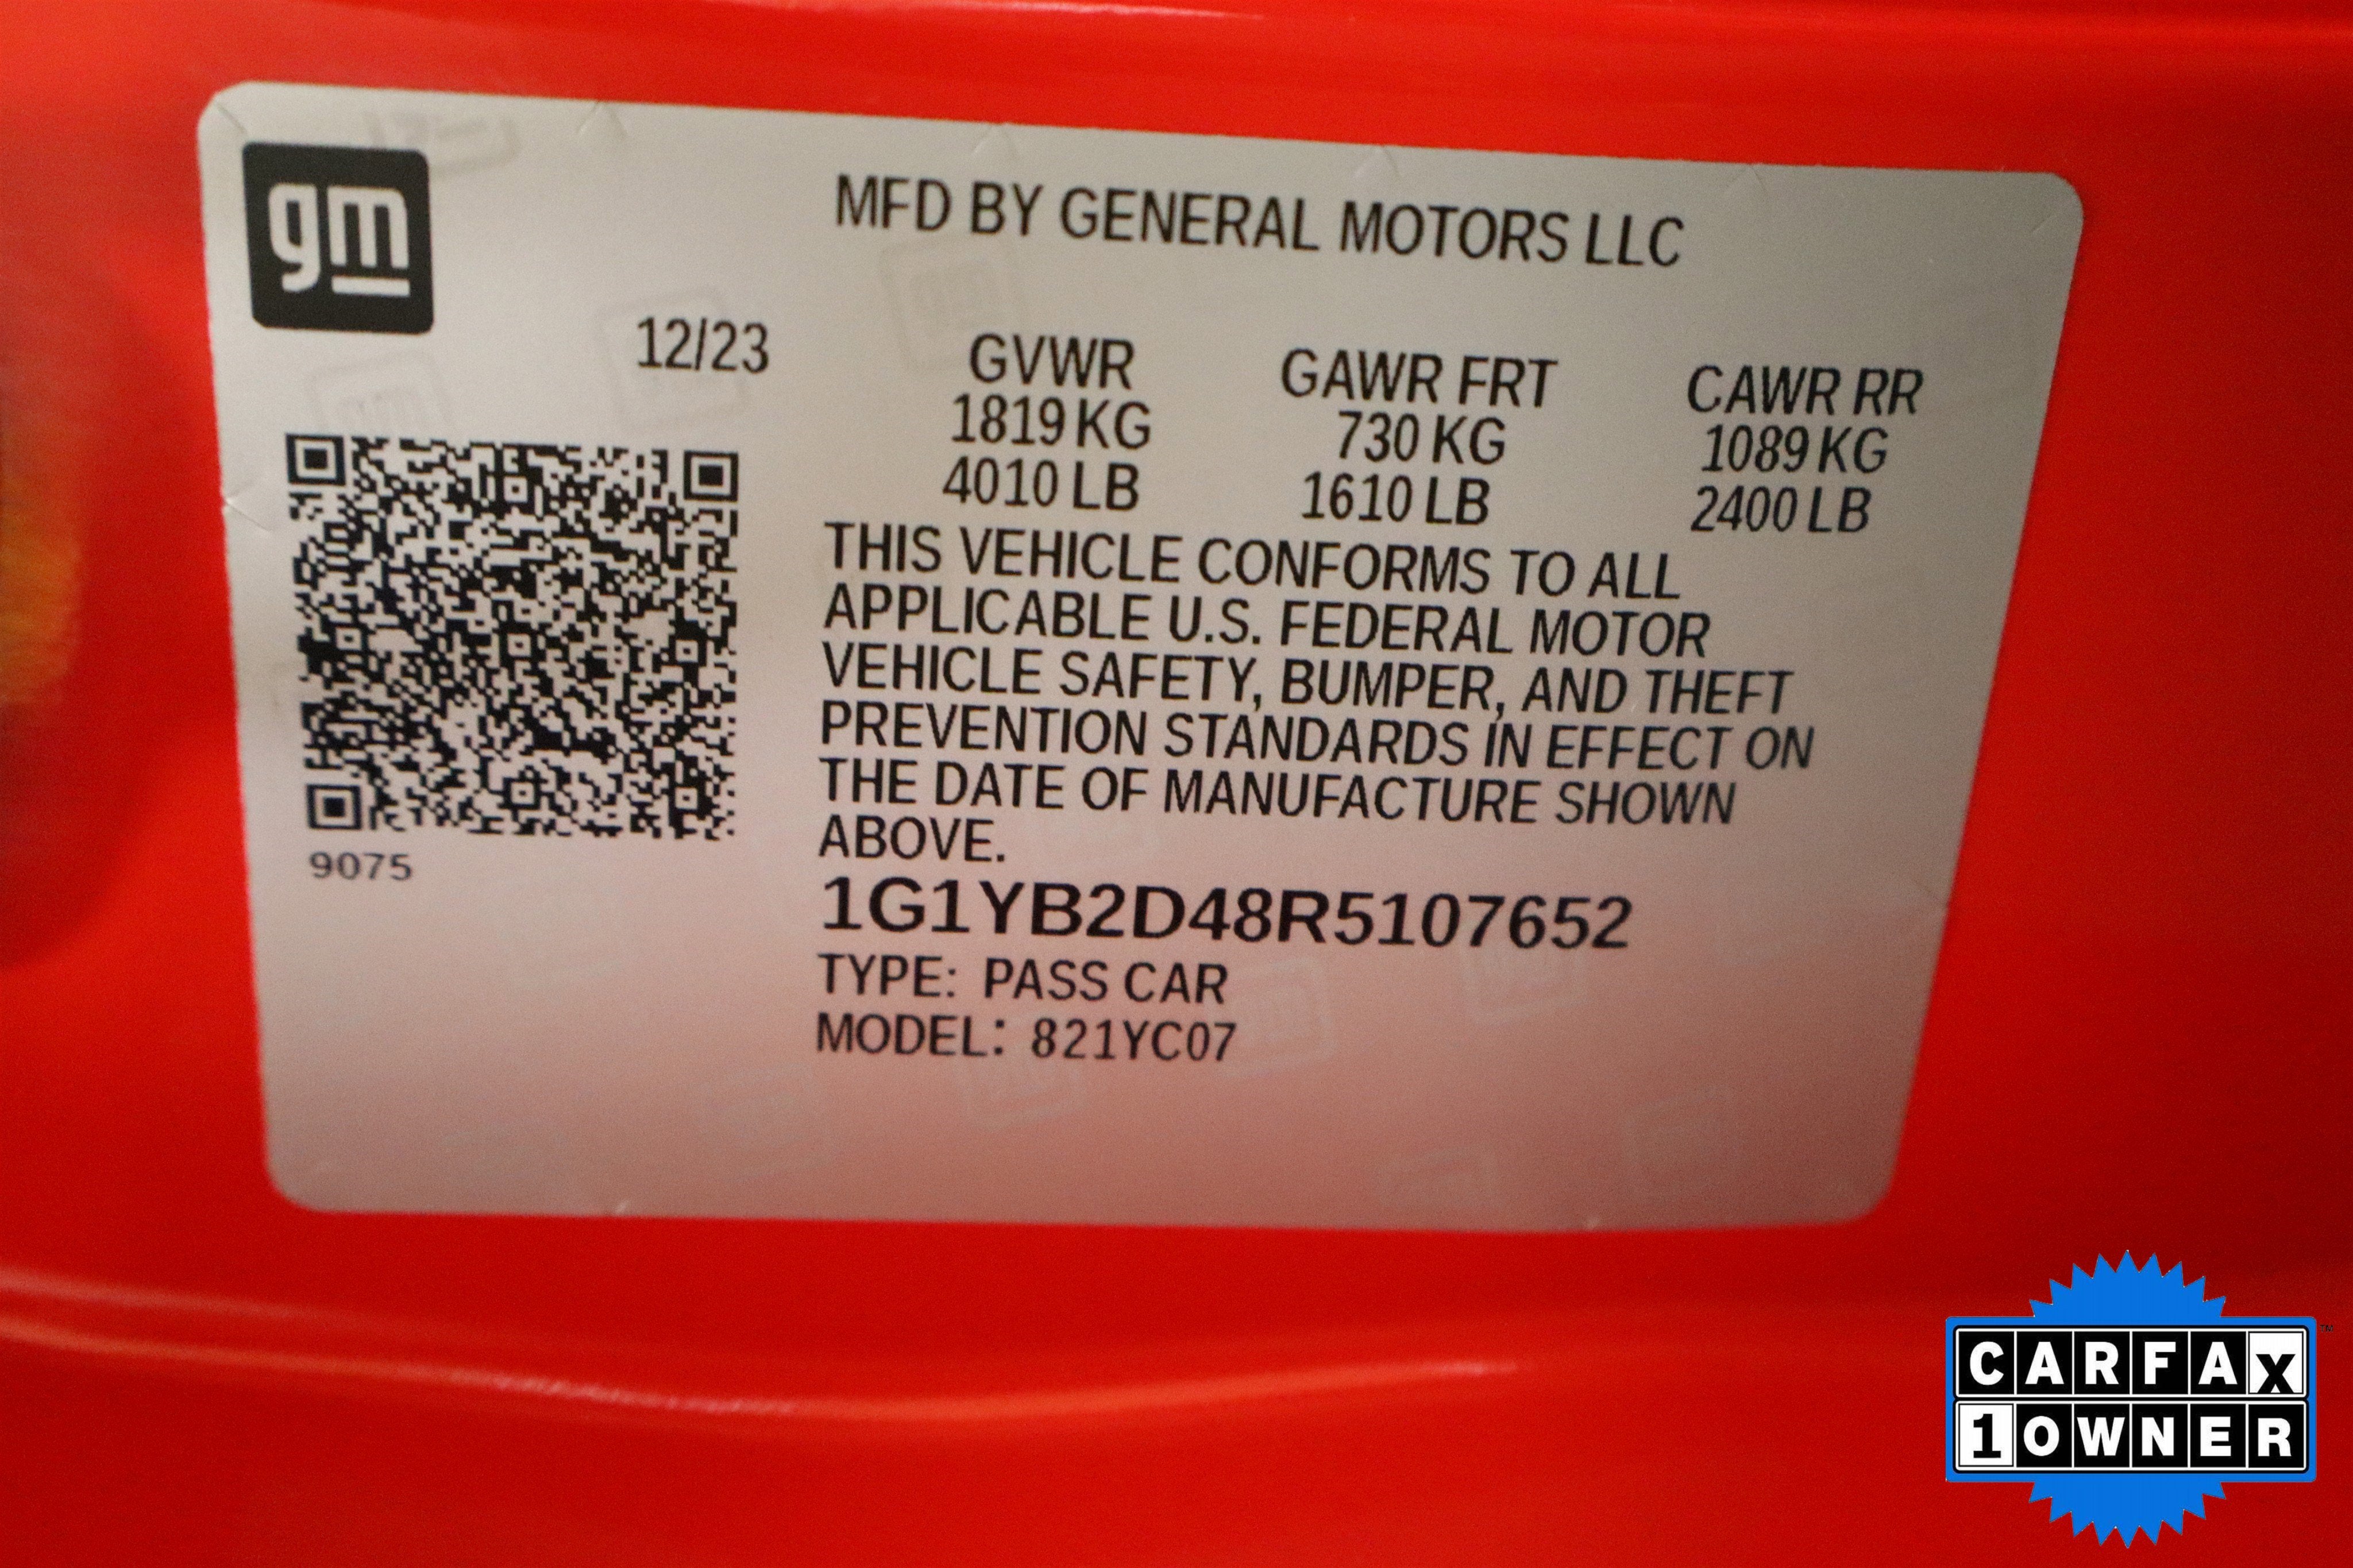 gm
MFD BY GENERAL MOTORS LLC
12/23
GVWR GAWR FRT CAWR RR
1819 KG 730 KG 1089 KG
4010 LB 1610 LB 2400 LB
THIS VEHICLE CONFORMS TO ALL
APPLICABLE U.S. FEDERAL MOTOR
VEHICLE SAFETY, BUMPER, AND THEFT
PREVENTION STANDARDS IN EFFECT ON
THE DATE OF MANUFACTURE SHOWN
ABOVE.
9075
1G1YB2D48R5107652
TYPE: PASS CAR
MODEL: 821YC07
CARFAX
1 OWNER
TM